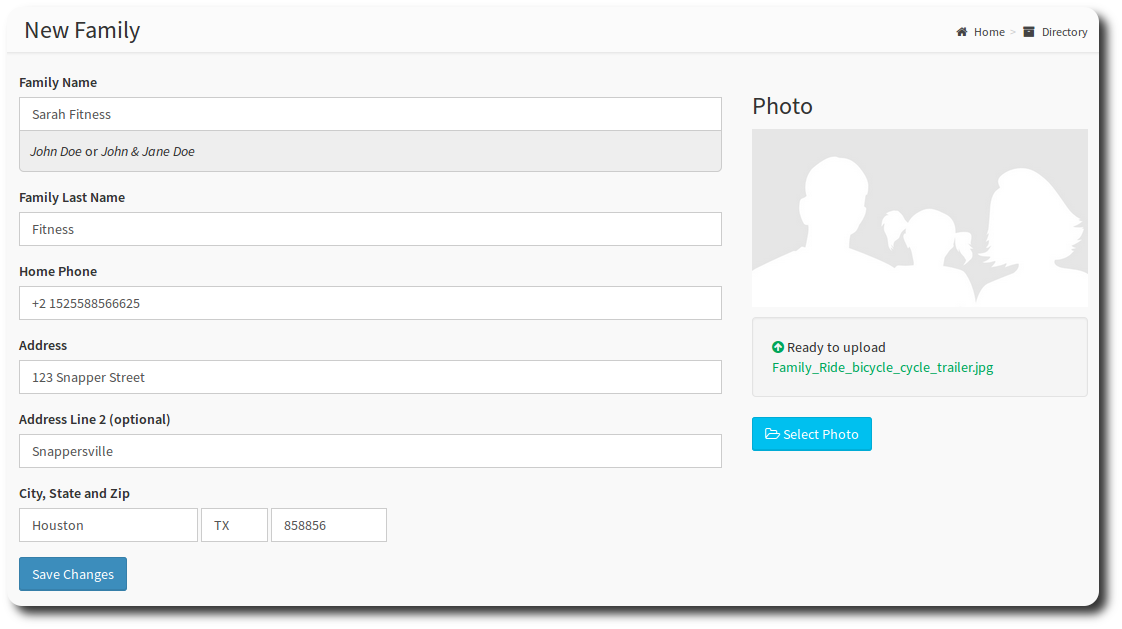 New Family
Home > Directory
Family Name
Sarah Fitness
John Doe or John & Jane Doe
Family Last Name
Fitness
Home Phone
+2 1525588566625
Address
123 Snapper Street
Address Line 2 (optional)
Snappersville
City, State and Zip
Houston TX 858856
Save Changes
Photo
Ready to upload
Family_Ride_bicycle_cycle_trailer.jpg
Select Photo